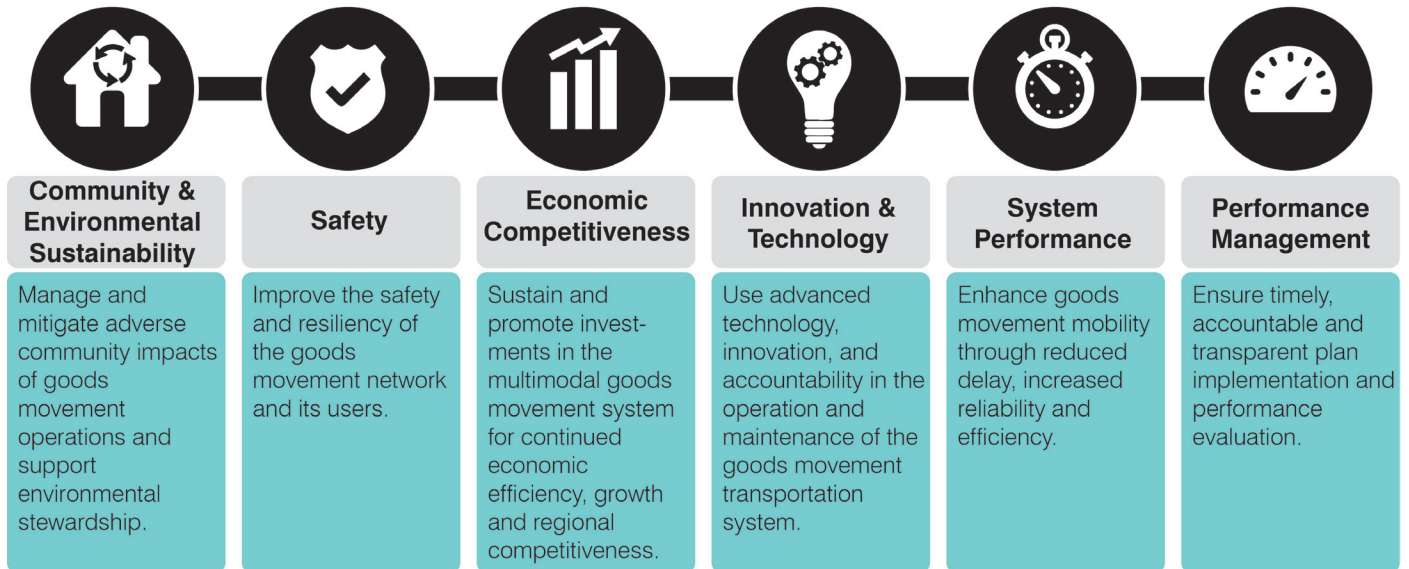 Community &
Environmental
Sustainability
Manage and
mitigate adverse
community impacts
of goods
movement
operations and
support
environmental
stewardship.
Safety
Improve the safety
and resiliency of
the goods
movement network
and its users.
Economic
Competitiveness
Sustain and
promote invest-
ments in the
multimodal goods
movement system
for continued
economic
efficiency, growth
and regional
competitiveness.
Innovation &
Technology
Use advanced
technology,
innovation, and
accountability in the
operation and
maintenance of the
goods movement
transportation
system.
System
Performance
Enhance goods
movement mobility
through reduced
delay, increased
reliability and
efficiency.
Performance
Management
Ensure timely,
accountable and
transparent plan
implementation and
performance
evaluation.